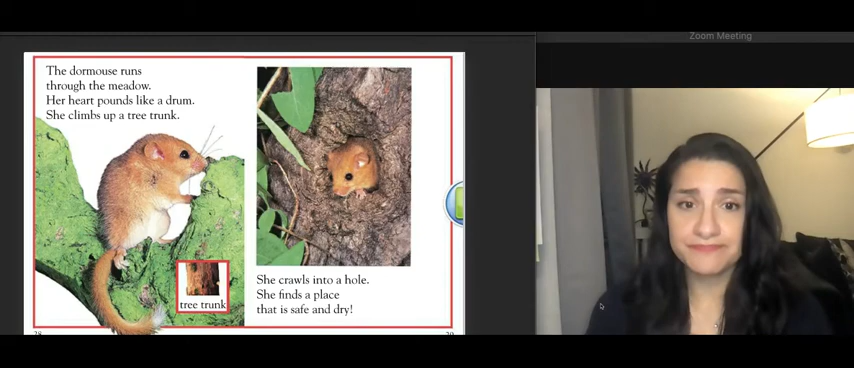 Zoom Meeting
The dormouse runs
through the meadow.
Her heart pounds like a drum.
She climbs up a tree trunk.
tree trunk
She crawls into a hole.
She finds a place
that is safe and dry!